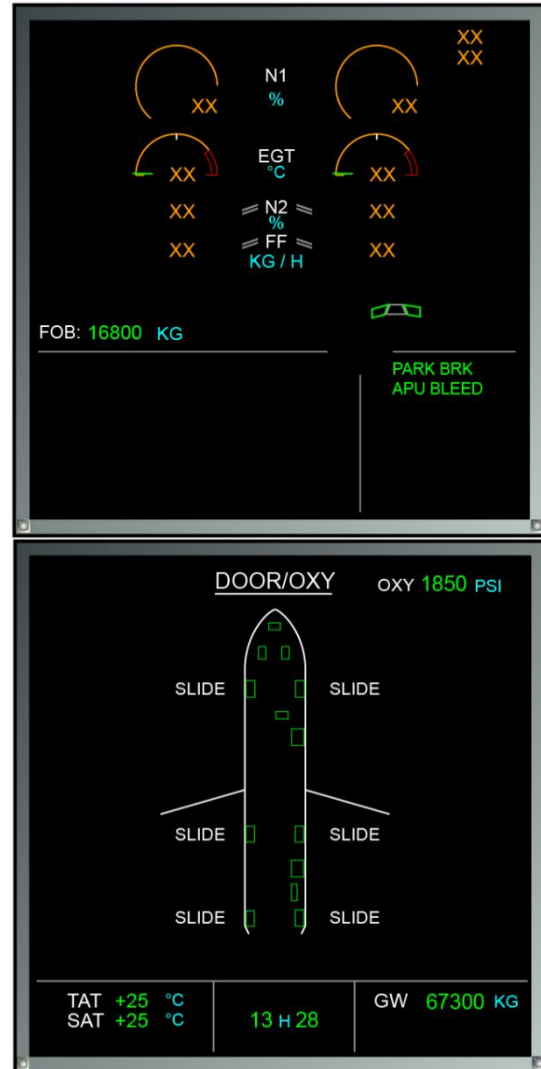 XX
XX
N1
XX % XX
EGT
XX °C XX
XX N2 XX
%
XX FF XX
KG / H
FOB: 16800 KG
PARK BRK
APU BLEED
DOOR/OXY OXY 1850 PSI
SLIDE SLIDE
SLIDE SLIDE
SLIDE SLIDE
TAT +25 °C GW 67300 KG
SAT +25 °C 13 H 28